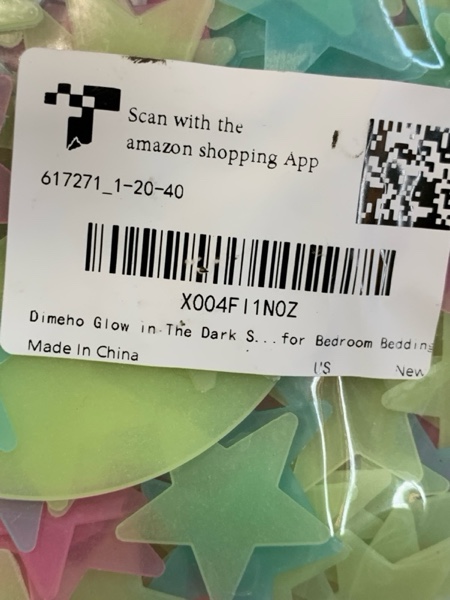 Scan with the
amazon shopping App
617271_1-20-40
X004FI1N0Z
Dimeho Glow in The Dark S...for Bedroom Bedding
Made In China
US New